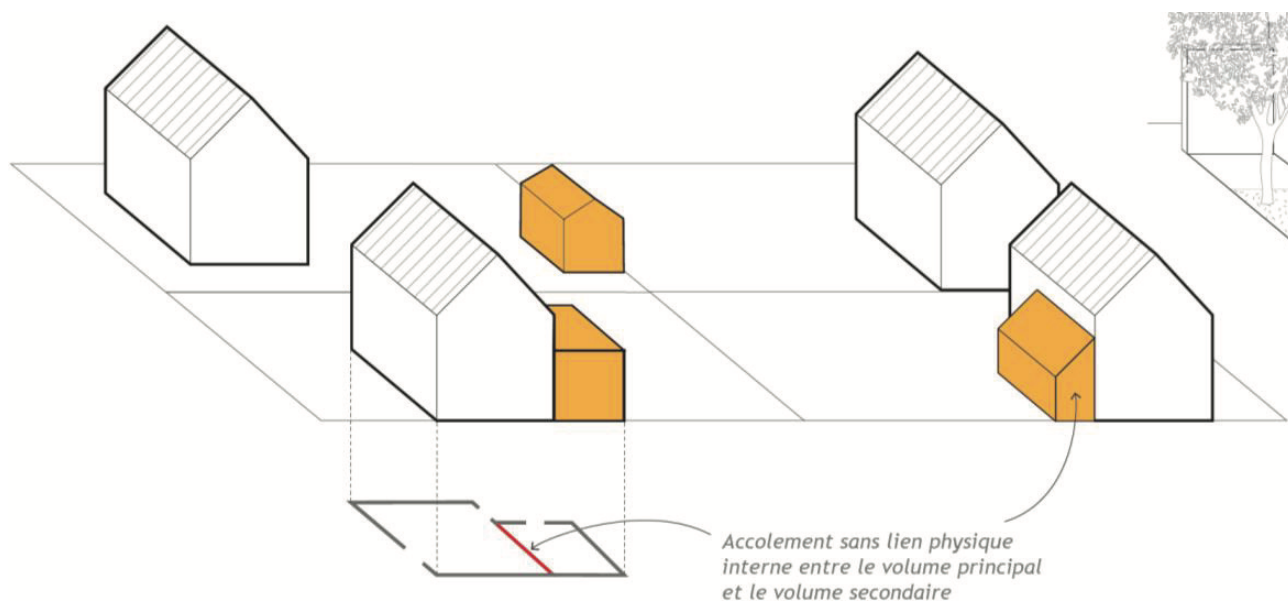 Accolement sans lien physique
interne entre le volume principal
et le volume secondaire